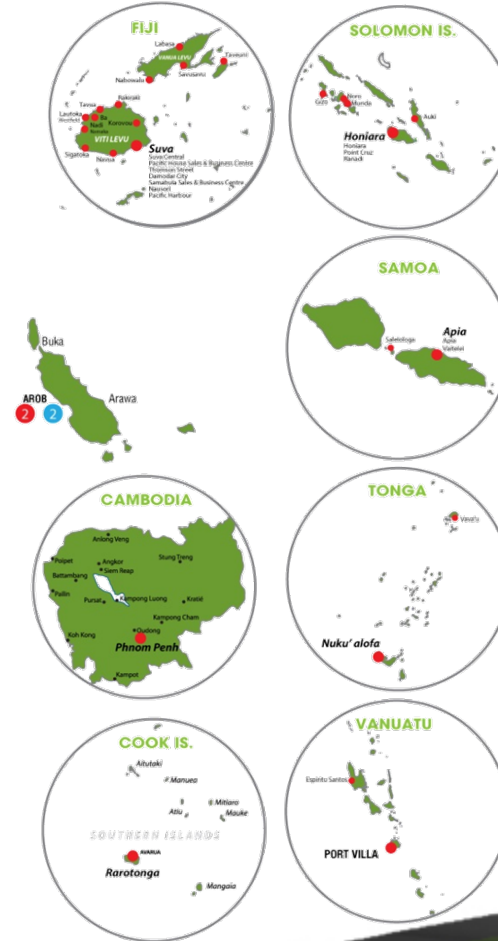 FIJI
Labasa
VANUA LEVU
Taveuni
Savusavu
Nabowalu
Rakiraki
Tavua
Lautoka
Ba
Nadi
Korovou
VITI LEVU
Sigatoka
Navua
Suva
Suva Central
Pacific House Sales & Business Centre
Thomson Street
Damodar City
Samabula Sales & Business Centre
Nausori
Pacific Harbour
SOLOMON IS.
Gizo
Noro
Munda
Auki
Honiara
Honiara
Point Cruz
Ranadi
SAMOA
Salelologa
Apia
Apia
Vaitele
Buka
AROB
Arawa
2 2
CAMBODIA
Anlong Veng
Poipet
Angkor
Stung Treng
Siem Reap
Battambang
Pailin
Pursat
Kampong Luong
Kratié
Kampong Cham
Koh Kong
Oudong
Phnom Penh
Kampot
TONGA
Vava'u
Nuku' alofa
COOK IS.
Aitutaki
Manuea
Mitiaro
Atiu
Mauke
SOUTHERN ISLANDS
AVARUA
Rarotonga
Mangaia
VANUATU
Espirito Santos
PORT VILLA